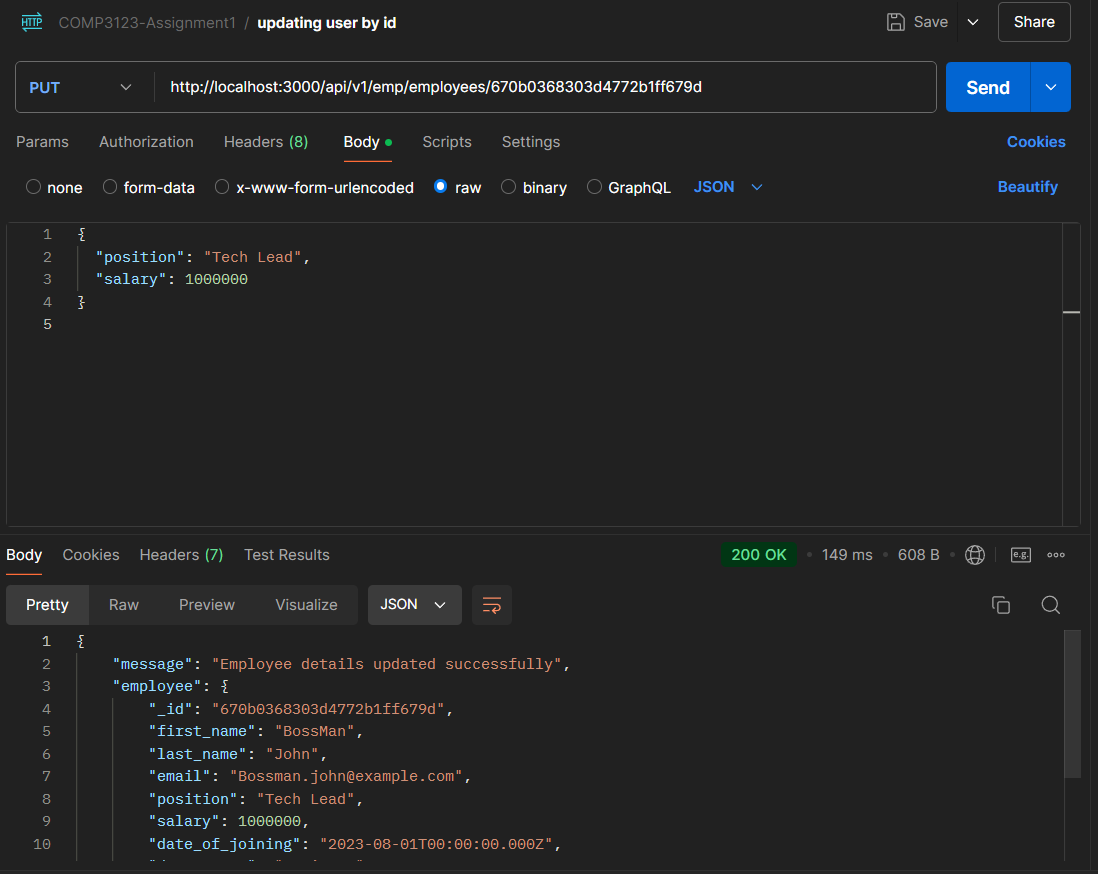 HTTP COMP3123-Assignment1 / updating user by id Save Share
PUT http://localhost:3000/api/v1/emp/employees/670b0368303d4772b1ff679d Send
Params Authorization Headers (8) Body Scripts Settings Cookies
none form-data x-www-form-urlencoded raw binary GraphQL JSON Beautify
1 {
2 "position": "Tech Lead",
3 "salary": 1000000
4 }
5
Body Cookies Headers (7) Test Results 200 OK 149 ms 608 B e.g.
Pretty Raw Preview Visualize JSON
1 {
2 "message": "Employee details updated successfully",
3 "employee": {
4 "_id": "670b0368303d4772b1ff679d",
5 "first_name": "BossMan",
6 "last_name": "John",
7 "email": "Bossman.john@example.com",
8 "position": "Tech Lead",
9 "salary": 1000000,
10 "date_of_joining": "2023-08-01T00:00:00.000Z",